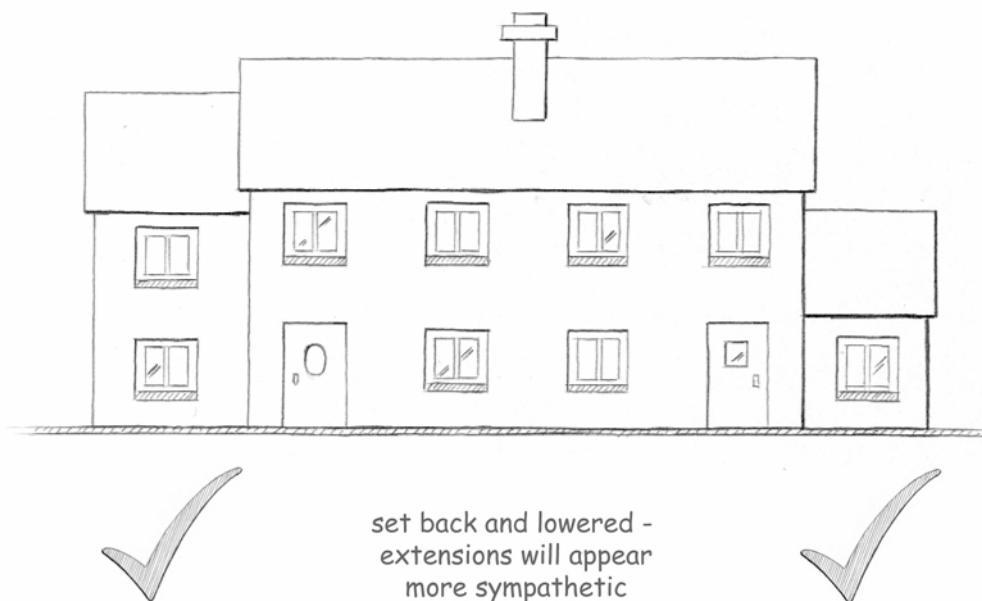 set back and lowered -
extensions will appear
more sympathetic